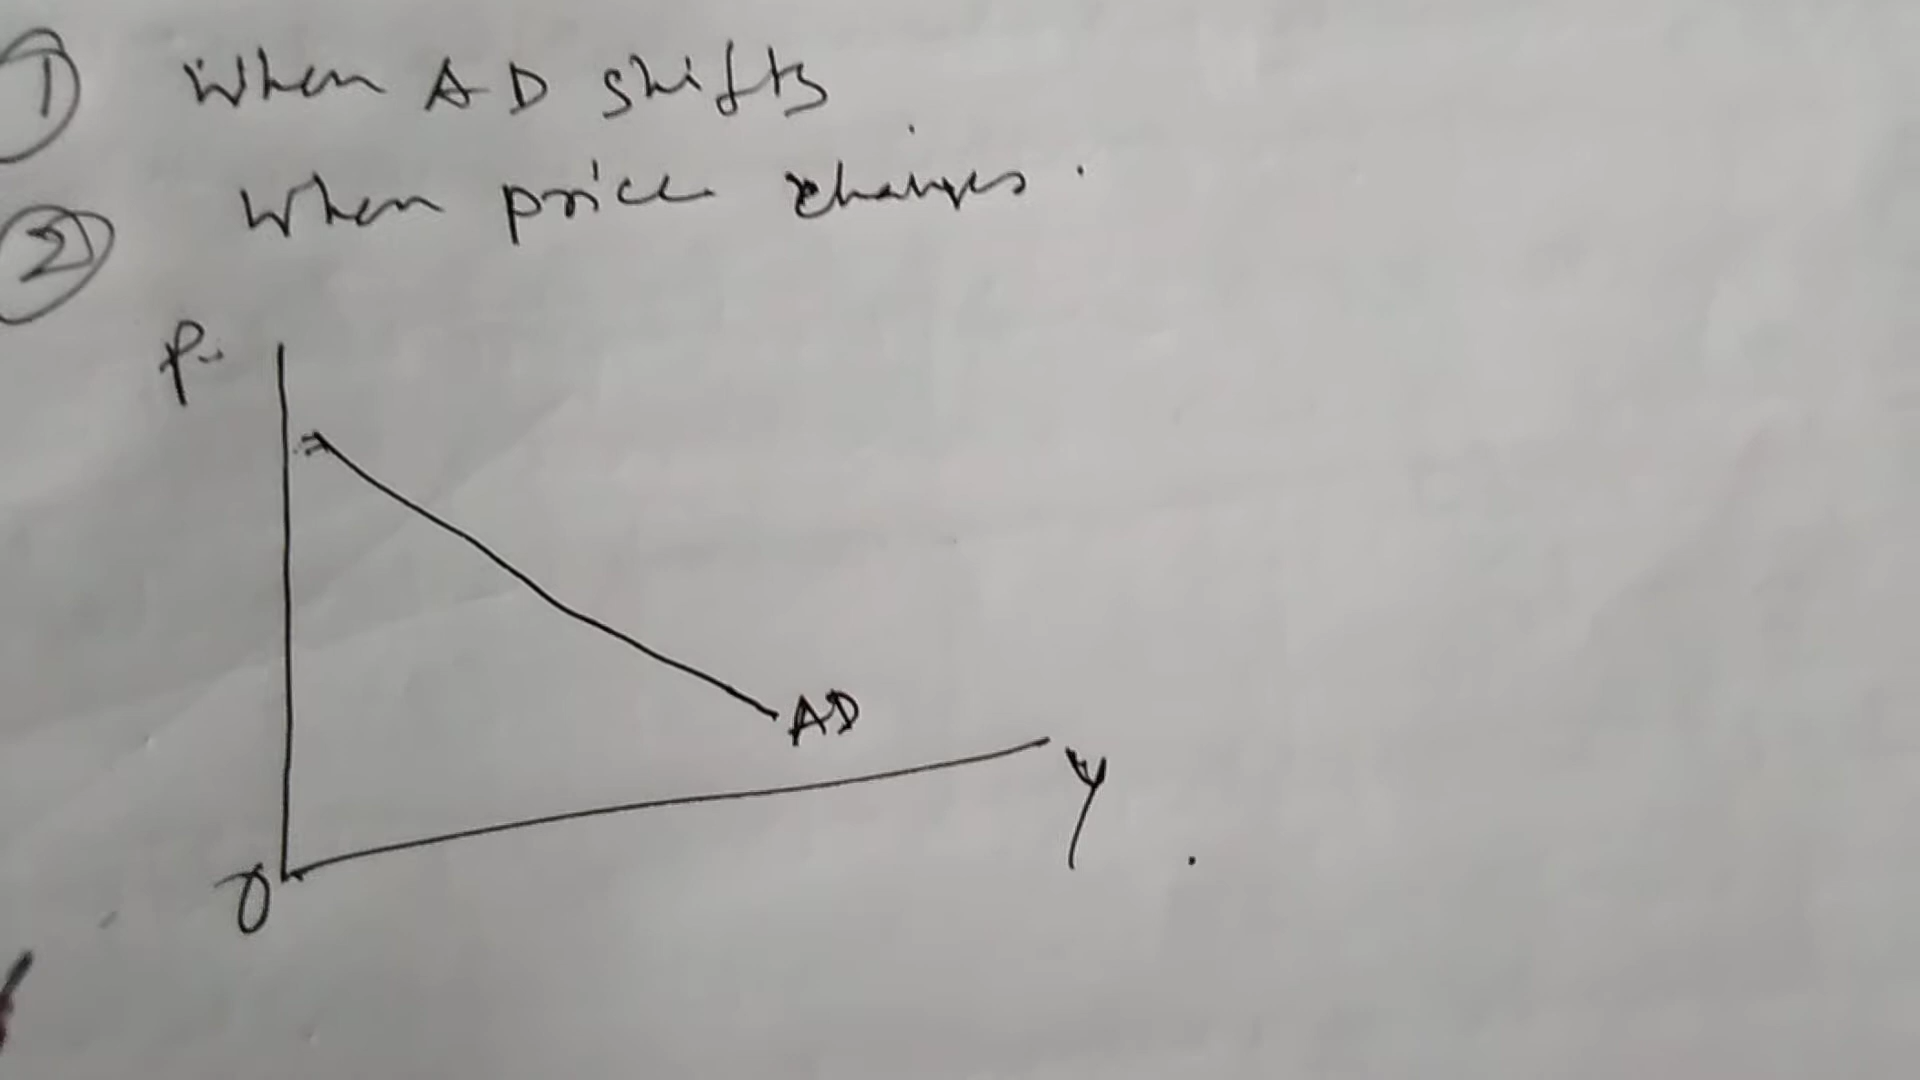 ① When AD shifts
② When price changes.
P
AD
Y
O